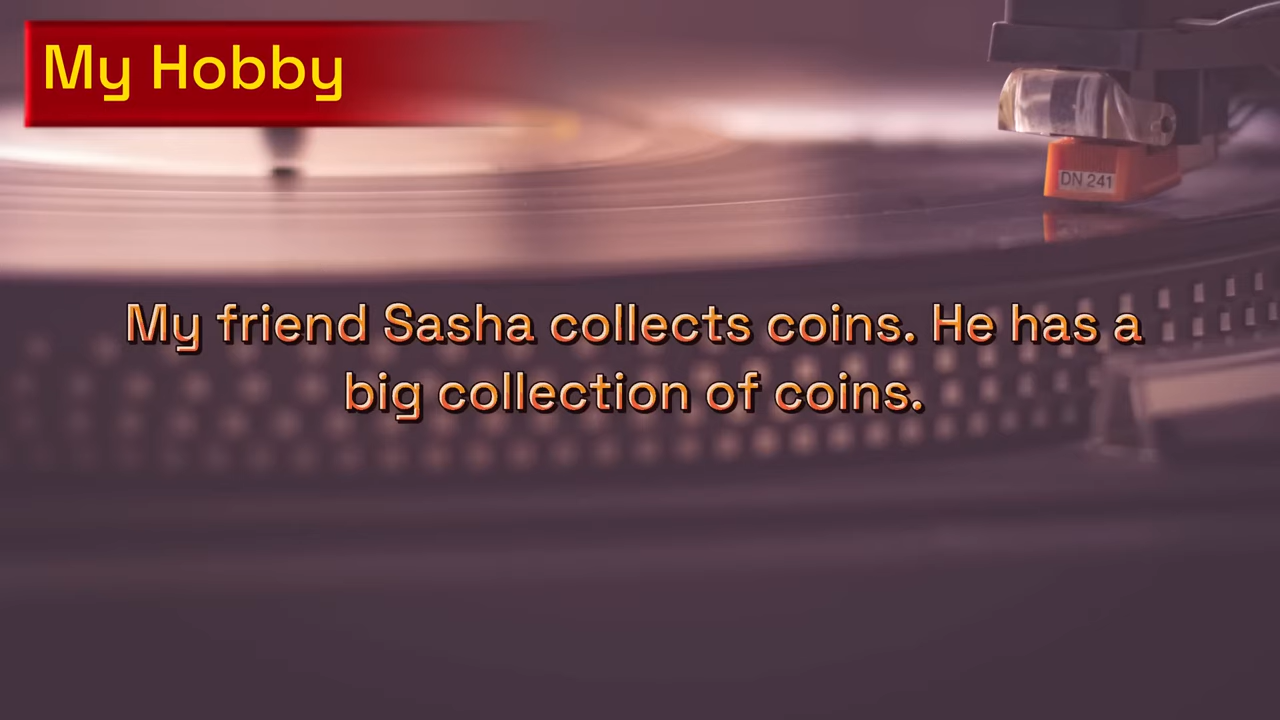 My Hobby
DN 241
My friend Sasha collects coins. He has a
big collection of coins.